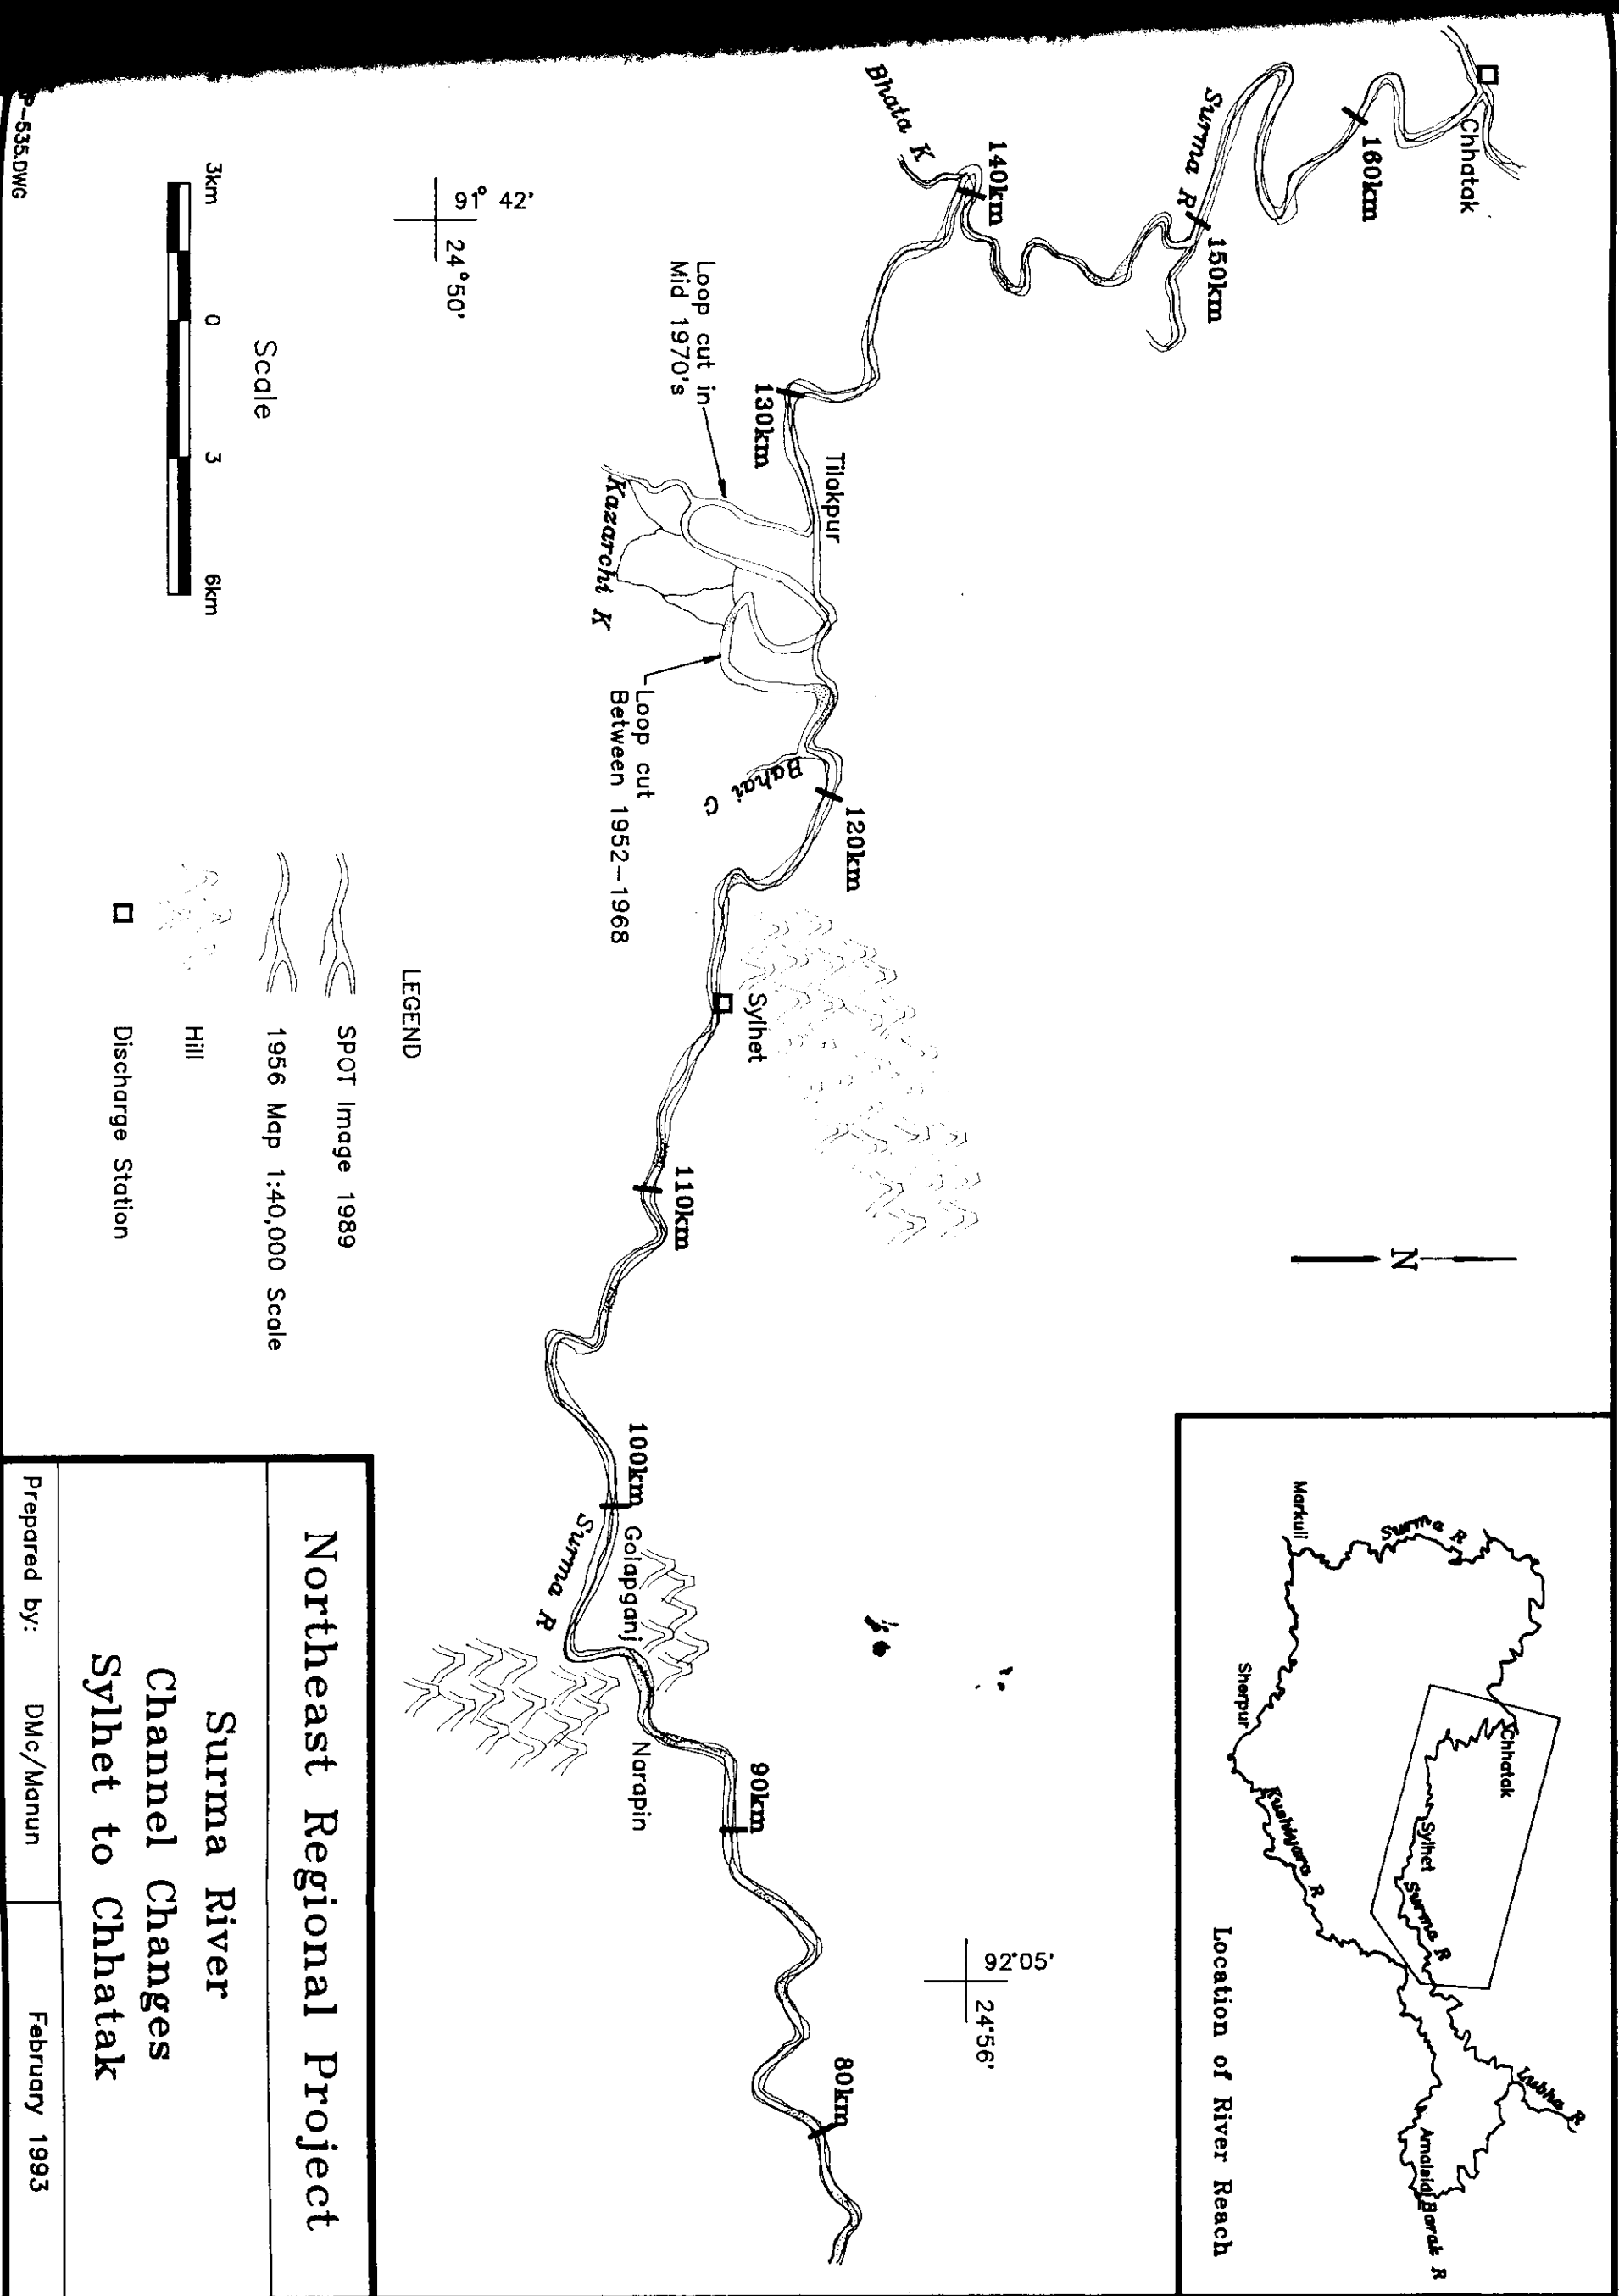 Chhatak
160km
Surma R
150km
140km
Bhata K
91° 42'
24°50'
Loop cut in
Mid 1970's
130km
Tilakpur
Kazarchi K
Loop cut
Between 1952-1968
Bahai G
120km
Sylhet
110km
100km
Golapganj
Surma R
Narapin
90km
80km
92°05'
24°56'
N
Scale
3km 0 3 6km
LEGEND
SPOT Image 1989
1956 Map 1:40,000 Scale
Hill
Discharge Station
Markuli
Surma R
Sherpur
Chhatak
Sylhet
Surma R
Kushiyara R
Lubha R
Amalsid
Barak R
Location of River Reach
Northeast Regional Project
Surma River
Channel Changes
Sylhet to Chhatak
Prepared by: DMc/Manun
February 1993
P-535.DWG